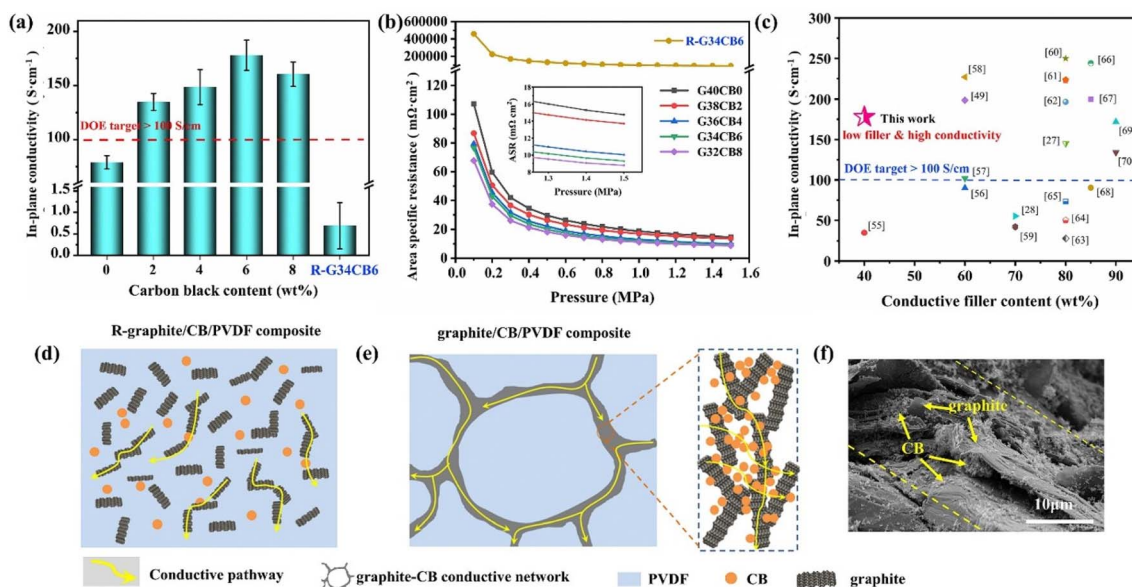 (a)
In-plane conductivity (S·cm⁻¹)
200
150
100
50
1.5
1.0
0.5
0.0
DOE target > 100 S/cm
0
2
4
6
8
R-G34CB6
Carbon black content (wt%)
(b)
Area specific resistance (mΩ·cm²)
600000
400000
200000
120
100
80
60
40
20
0
R-G34CB6
G40CB0
G38CB2
G36CB4
G34CB6
G32CB8
ASR (mΩ cm²)
16
14
12
10
8
1.3
1.4
1.5
Pressure (MPa)
0.0
0.2
0.4
0.6
0.8
1.0
1.2
1.4
1.6
Pressure (MPa)
(c)
In-plane conductivity (S·cm⁻¹)
300
250
200
150
100
50
0
This work
low filler & high conductivity
DOE target > 100 S/cm
[58]
[49]
[60]
[61]
[62]
[66]
[67]
[69]
[27]
[70]
[57]
[56]
[68]
[65]
[28]
[64]
[59]
[63]
[55]
40
50
60
70
80
90
Conductive filler content (wt%)
R-graphite/CB/PVDF composite
(d)
graphite/CB/PVDF composite
(e)
(f)
graphite
CB
10μm
Conductive pathway
graphite-CB conductive network
PVDF
CB
graphite